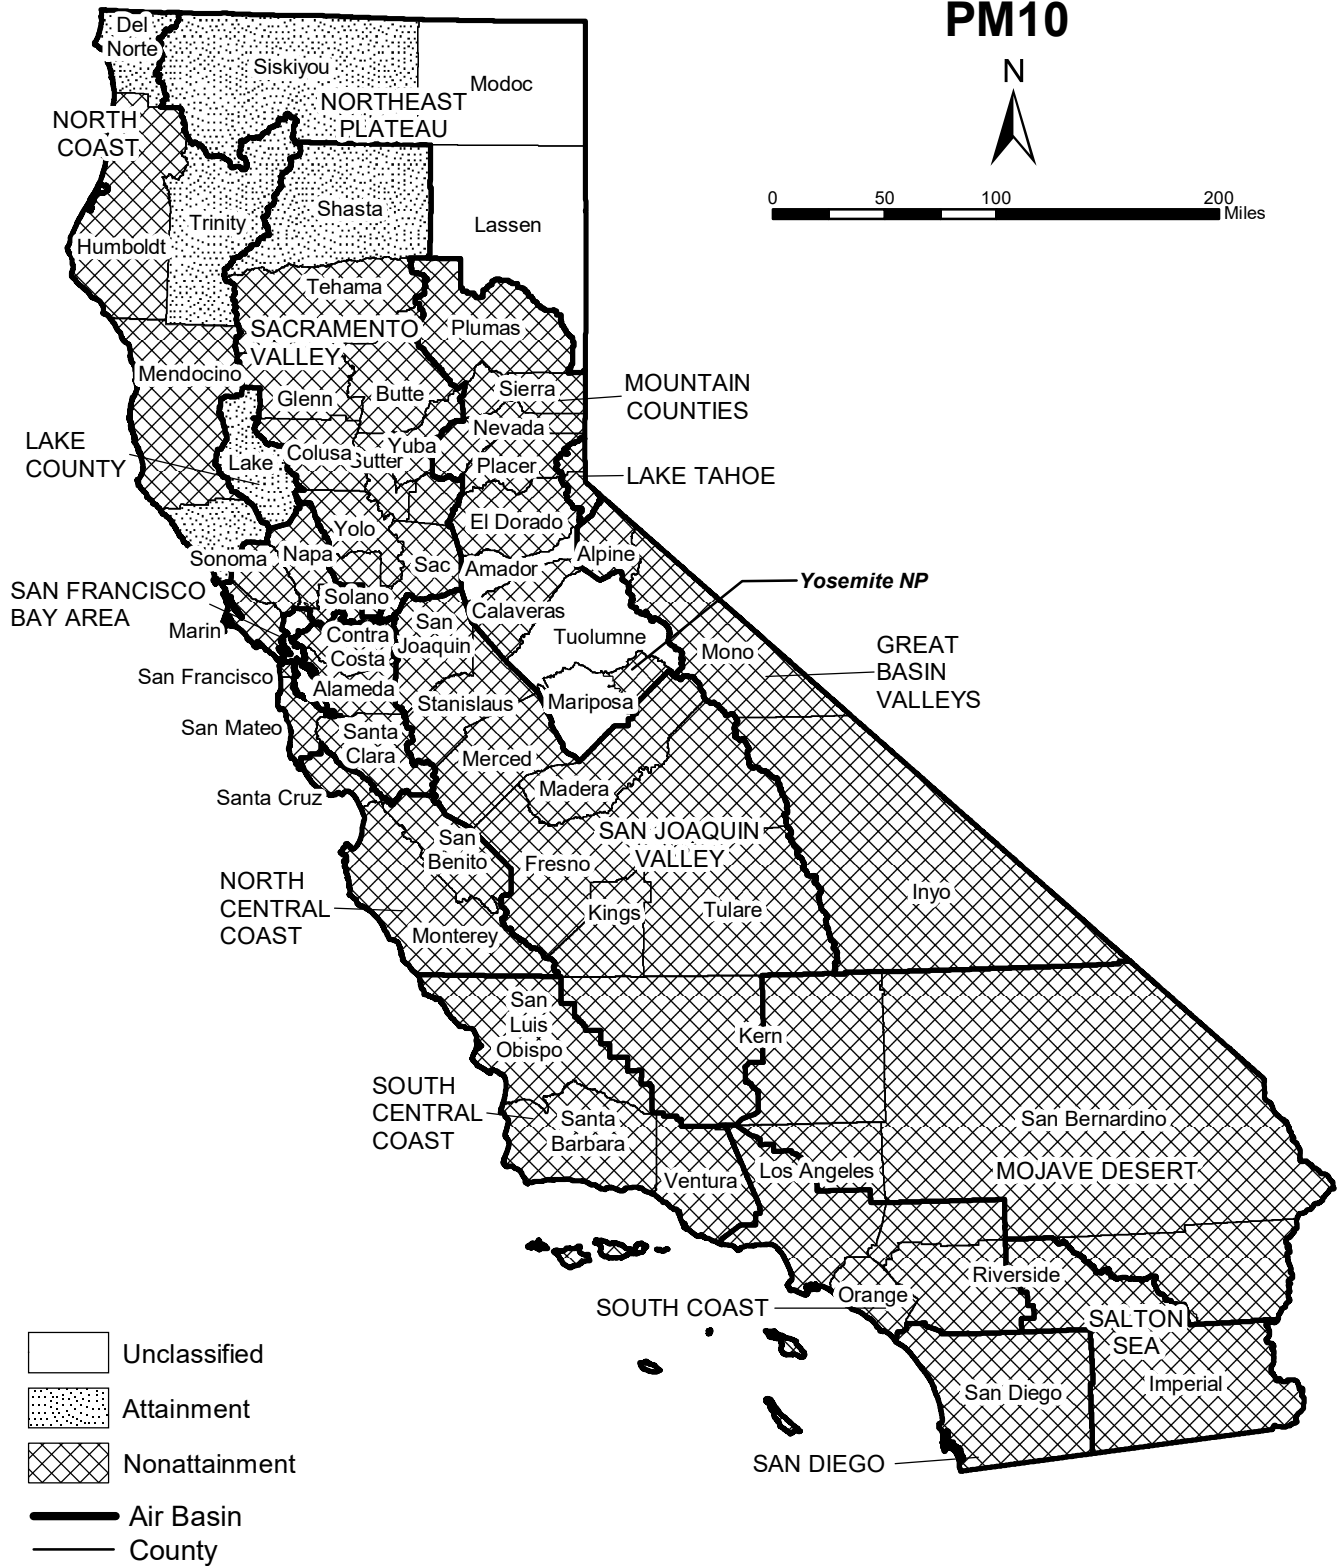 PM10
N
0 50 100 200
Miles
Del
Norte
Siskiyou
Modoc
NORTHEAST
PLATEAU
NORTH
COAST
Trinity
Shasta
Lassen
Humboldt
Tehama
SACRAMENTO
VALLEY
Plumas
Mendocino
Glenn
Butte
Sierra
MOUNTAIN
COUNTIES
Nevada
LAKE
COUNTY
Lake
Colusa
Sutter
Yuba
Placer
LAKE TAHOE
Yolo
El Dorado
Sonoma
Napa
Sac
Amador
Alpine
SAN FRANCISCO
BAY AREA
Solano
Yosemite NP
Marin
Contra
Costa
San
Joaquin
Calaveras
Tuolumne
Mono
GREAT
BASIN
VALLEYS
San Francisco
Alameda
Stanislaus
Mariposa
San Mateo
Santa
Clara
Merced
Santa Cruz
Madera
San
Benito
SAN JOAQUIN
VALLEY
Fresno
NORTH
CENTRAL
COAST
Kings
Tulare
Inyo
Monterey
San
Luis
Obispo
Kern
SOUTH
CENTRAL
COAST
Santa
Barbara
San Bernardino
Ventura
Los Angeles
MOJAVE DESERT
Riverside
Orange
SOUTH COAST
SALTON
SEA
San Diego
Imperial
SAN DIEGO
Unclassified
Attainment
Nonattainment
Air Basin
County